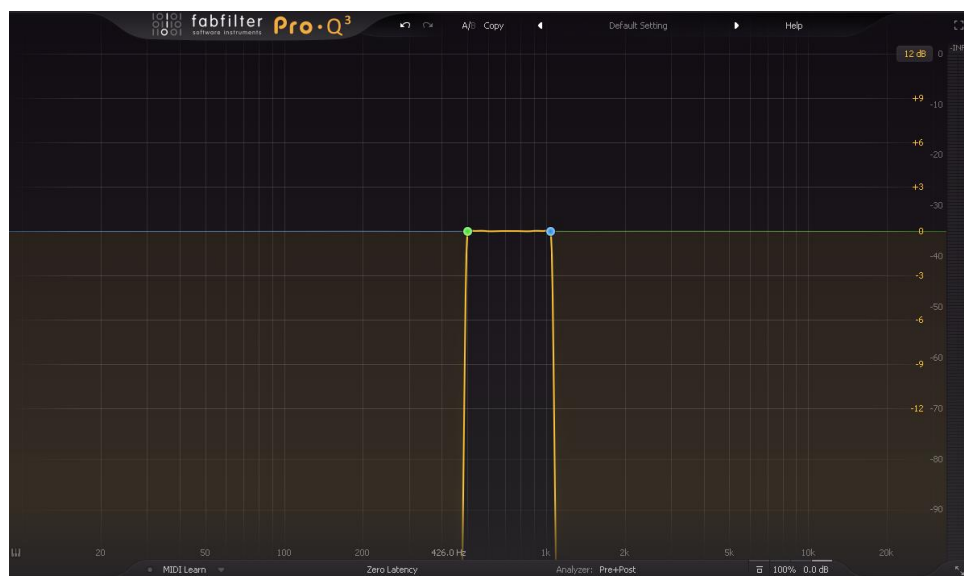 fabfilter Pro·Q³
software instruments
A/B Copy Default Setting Help
-INF
12 dB 0
+9 -10
+6 -20
+3 -30
0 -40
-3 -50
-6 -60
-9
-12 -70
-80
-90
20 50 100 200 426.0 Hz 1k 2k 5k 10k 20k
MIDI Learn Zero Latency Analyzer: Pre+Post 100% 0.0 dB